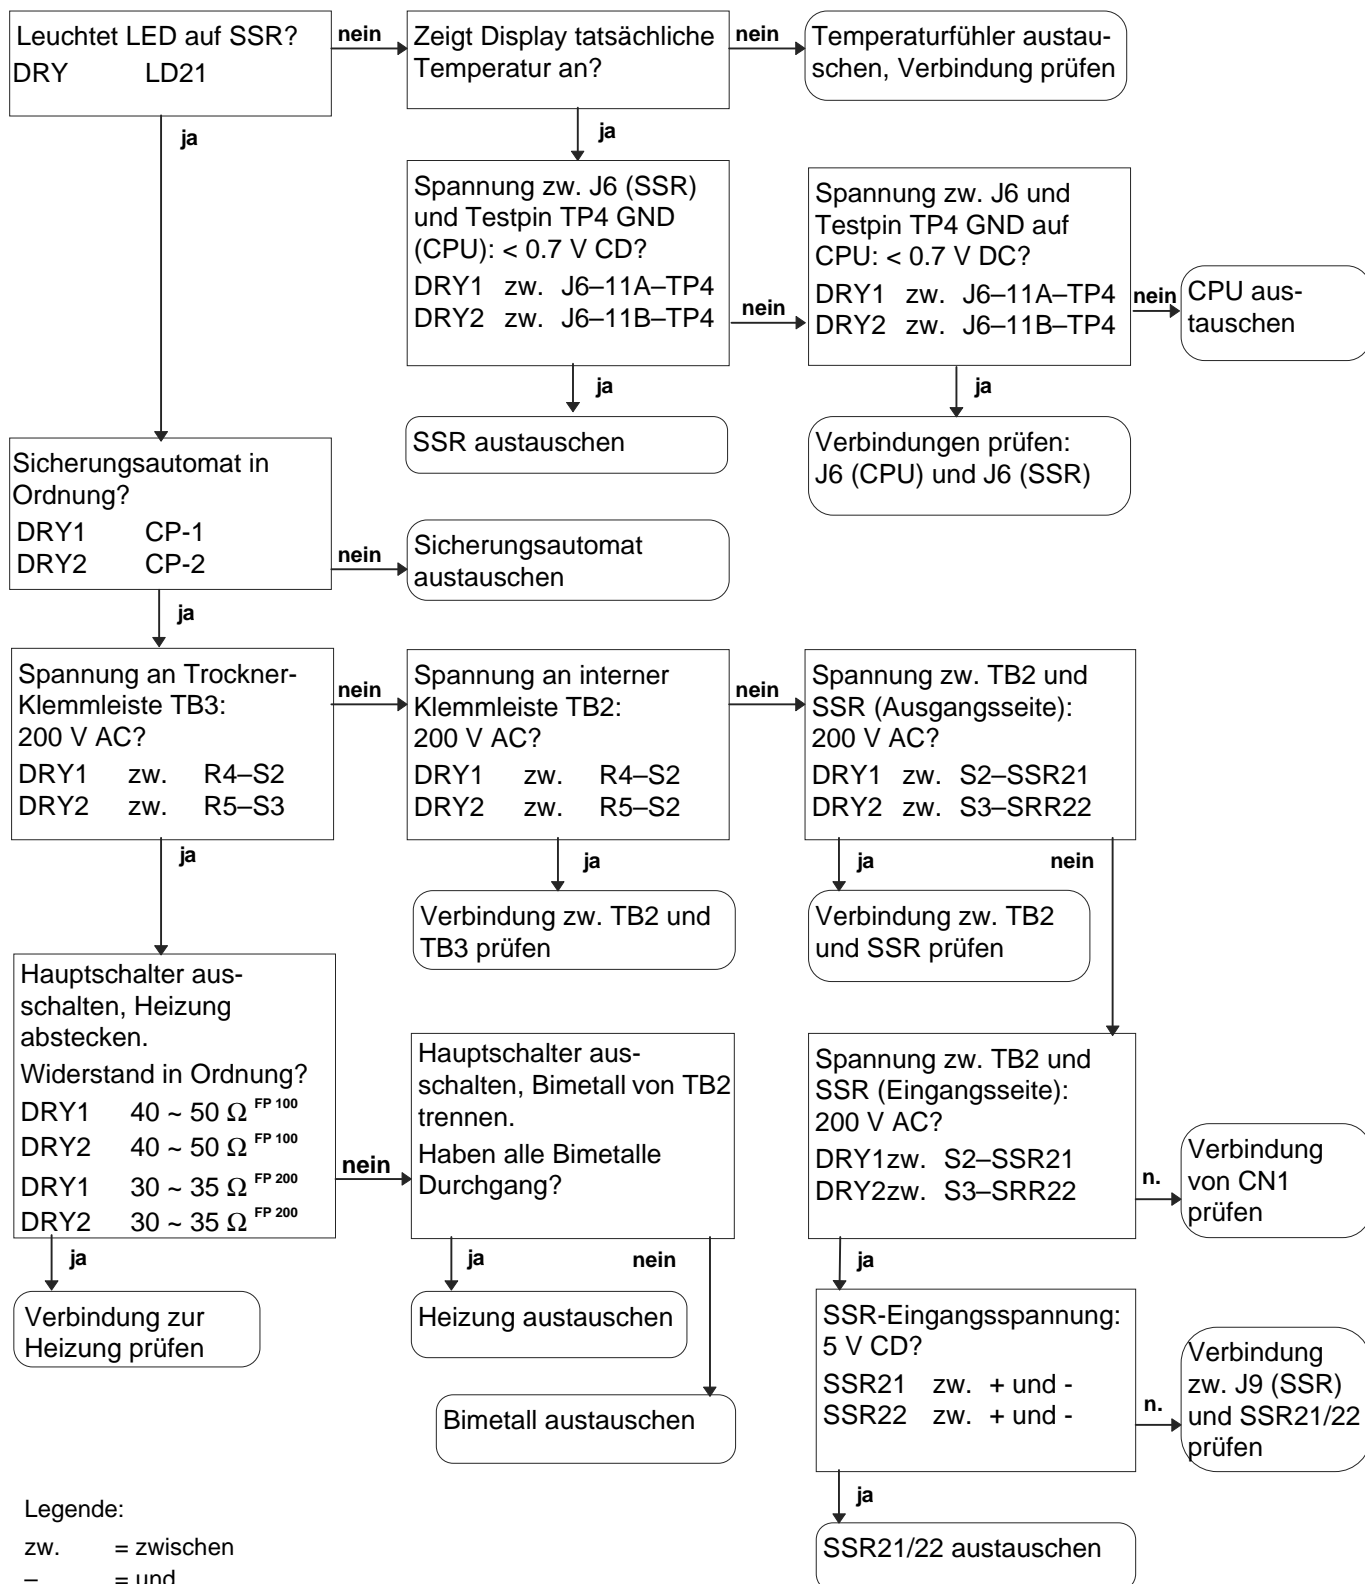 Leuchtet LED auf SSR?
DRY LD21
nein
Zeigt Display tatsächliche
Temperatur an?
nein
Temperaturfühler austau-
schen, Verbindung prüfen
ja
ja
Spannung zw. J6 (SSR)
und Testpin TP4 GND
(CPU): < 0.7 V CD?
DRY1 zw. J6–11A–TP4
DRY2 zw. J6–11B–TP4
nein
Spannung zw. J6 und
Testpin TP4 GND auf
CPU: < 0.7 V DC?
DRY1 zw. J6–11A–TP4
DRY2 zw. J6–11B–TP4
nein
CPU aus-
tauschen
ja
ja
SSR austauschen
Verbindungen prüfen:
J6 (CPU) und J6 (SSR)
Sicherungsautomat in
Ordnung?
DRY1 CP-1
DRY2 CP-2
nein
Sicherungsautomat
austauschen
ja
Spannung an Trockner-
Klemmleiste TB3:
200 V AC?
DRY1 zw. R4–S2
DRY2 zw. R5–S3
nein
Spannung an interner
Klemmleiste TB2:
200 V AC?
DRY1 zw. R4–S2
DRY2 zw. R5–S2
nein
Spannung zw. TB2 und
SSR (Ausgangsseite):
200 V AC?
DRY1 zw. S2–SSR21
DRY2 zw. S3–SRR22
ja
ja
ja
nein
Verbindung zw. TB2 und
TB3 prüfen
Verbindung zw. TB2
und SSR prüfen
Hauptschalter aus-
schalten, Heizung
abstecken.
Widerstand in Ordnung?
DRY1 40 ~ 50 Ω FP 100
DRY2 40 ~ 50 Ω FP 100
DRY1 30 ~ 35 Ω FP 200
DRY2 30 ~ 35 Ω FP 200
nein
Hauptschalter aus-
schalten, Bimetall von TB2
trennen.
Haben alle Bimetalle
Durchgang?
Spannung zw. TB2 und
SSR (Eingangsseite):
200 V AC?
DRY1zw. S2–SSR21
DRY2zw. S3–SRR22
n.
Verbindung
von CN1
prüfen
ja
ja
nein
ja
Verbindung zur
Heizung prüfen
Heizung austauschen
Bimetall austauschen
SSR-Eingangsspannung:
5 V CD?
SSR21 zw. + und -
SSR22 zw. + und -
n.
Verbindung
zw. J9 (SSR)
und SSR21/22
prüfen
ja
SSR21/22 austauschen
Legende:
zw. = zwischen
– = und